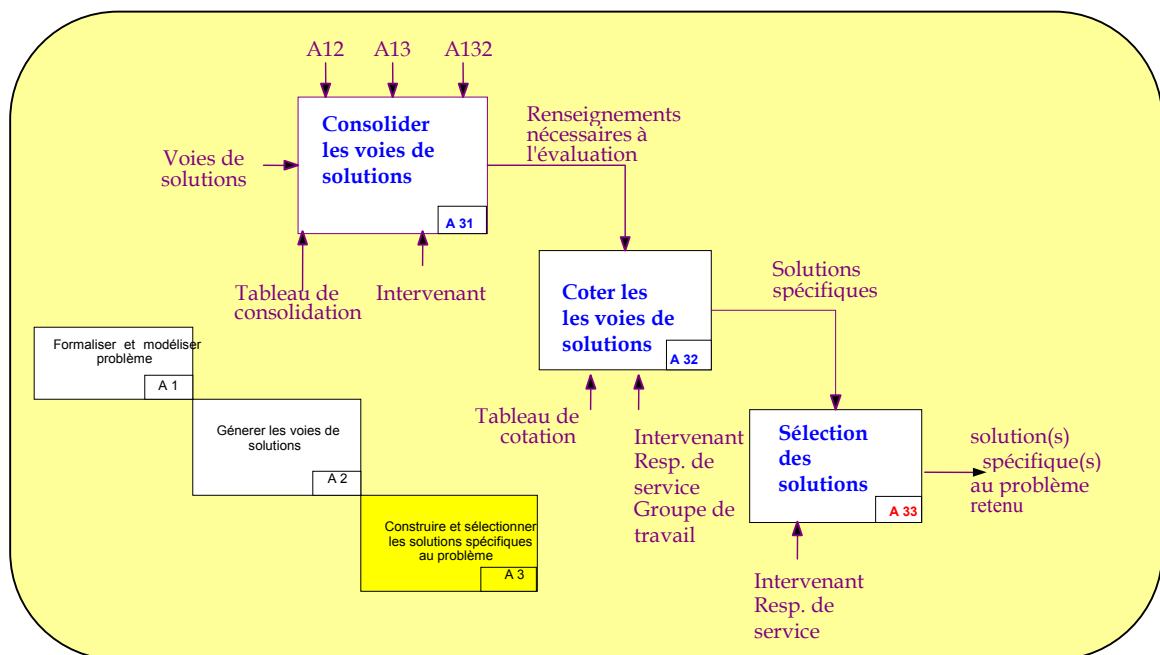 A12 A13 A132
Consolider
les voies de
solutions
A 31
Voies de
solutions
Renseignements
nécessaires à
l'évaluation
Tableau de
consolidation
Intervenant
Coter les
les voies de
solutions
A 32
Solutions
spécifiques
Formaliser et modéliser
problème
A 1
Génerer les voies de
solutions
A 2
Construire et sélectionner
les solutions spécifiques
au problème
A 3
Tableau de
cotation
Intervenant
Resp. de
service
Groupe de
travail
Sélection
des
solutions
A 33
solution(s)
spécifique(s)
au problème
retenu
Intervenant
Resp. de
service